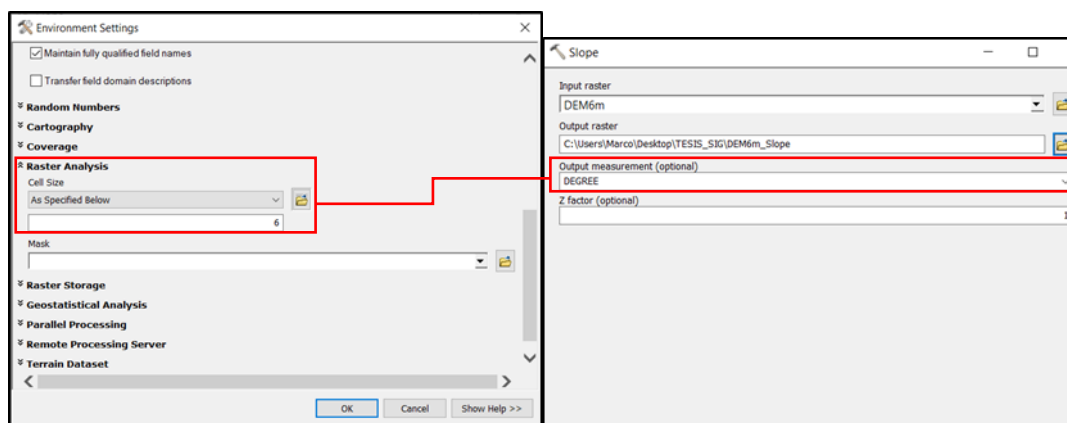 Environment Settings
Maintain fully qualified field names
Transfer field domain descriptions
Random Numbers
Cartography
Coverage
Raster Analysis
Cell Size
As Specified Below
6
Mask
Raster Storage
Geostatistical Analysis
Parallel Processing
Remote Processing Server
Terrain Dataset
OK Cancel Show Help >>
Slope
Input raster
DEM6m
Output raster
C:\Users\Marco\Desktop\TESIS_SIG\DEM6m_Slope
Output measurement (optional)
DEGREE
Z factor (optional)